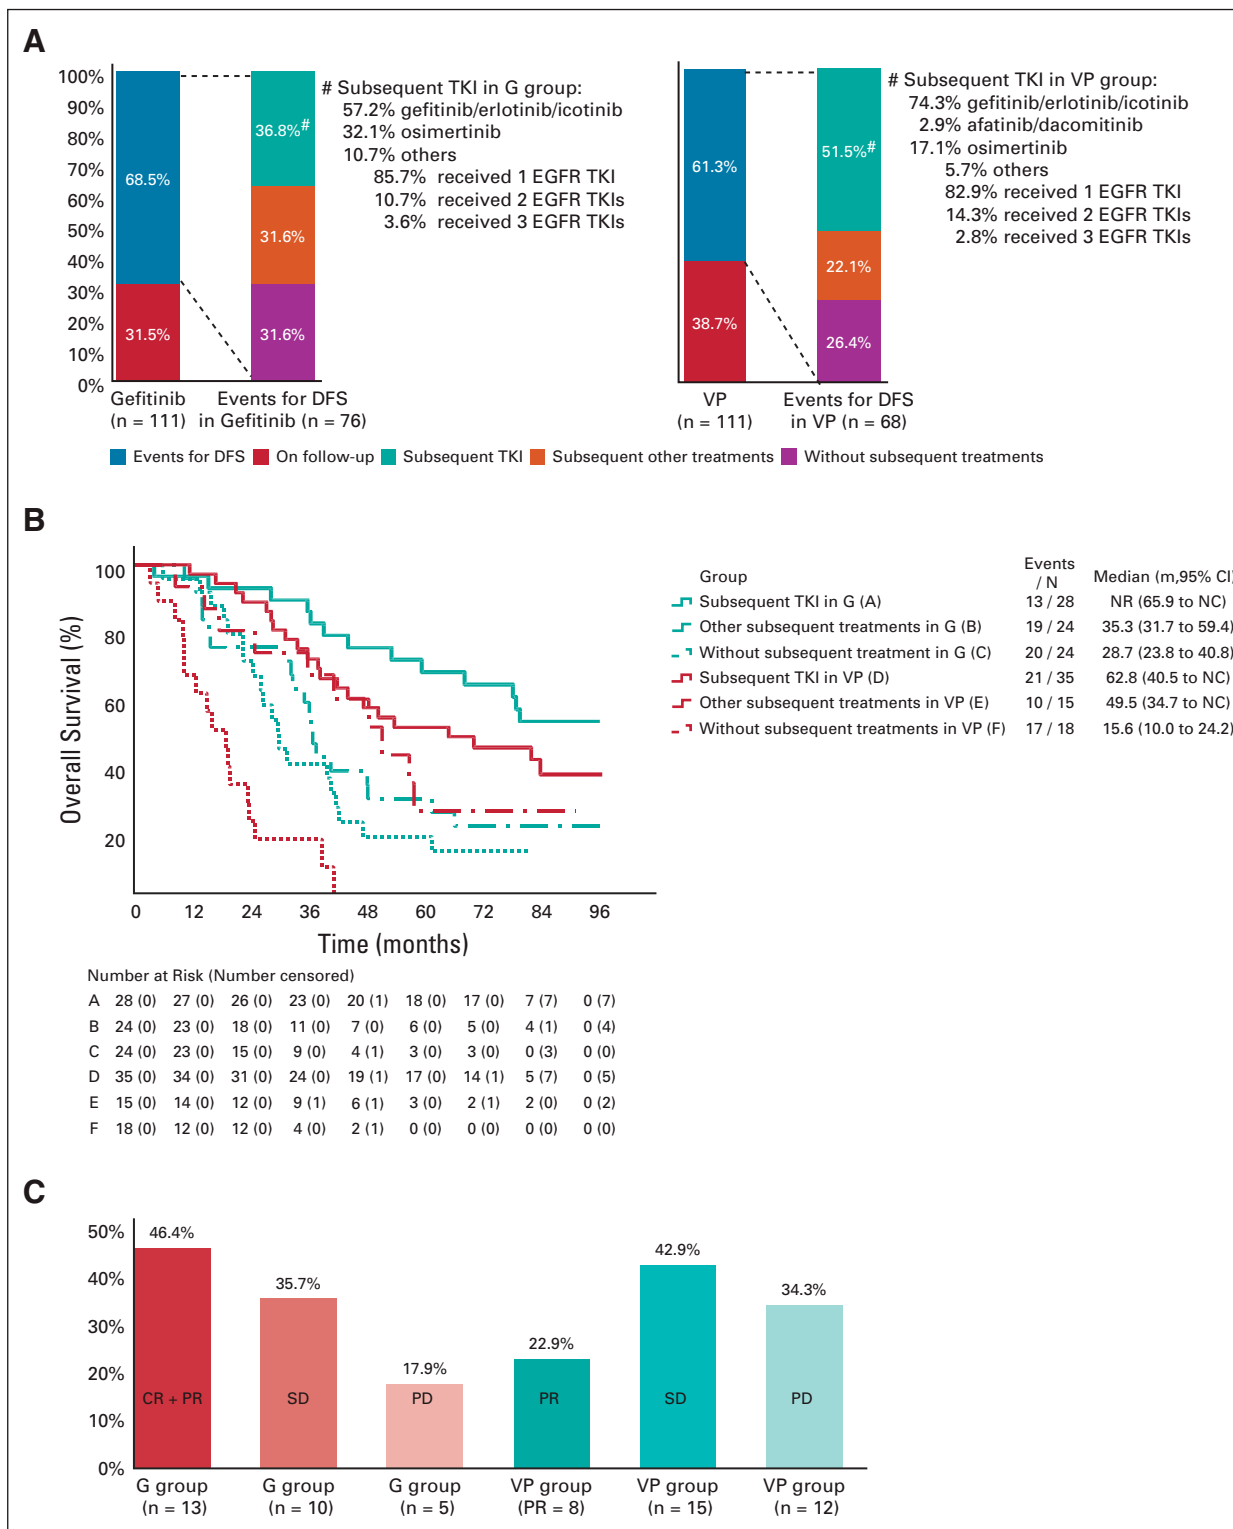 A
100%
90%
80%
70%
60%
50%
40%
30%
20%
10%
0%
68.5%
31.5%
36.8%#
31.6%
31.6%
Gefitinib
(n = 111)
Events for DFS
in Gefitinib (n = 76)
# Subsequent TKI in G group:
57.2% gefitinib/erlotinib/icotinib
32.1% osimertinib
10.7% others
85.7% received 1 EGFR TKI
10.7% received 2 EGFR TKIs
3.6% received 3 EGFR TKIs
61.3%
38.7%
51.5%#
22.1%
26.4%
VP
(n = 111)
Events for DFS
in VP (n = 68)
# Subsequent TKI in VP group:
74.3% gefitinib/erlotinib/icotinib
2.9% afatinib/dacomitinib
17.1% osimertinib
5.7% others
82.9% received 1 EGFR TKI
14.3% received 2 EGFR TKIs
2.8% received 3 EGFR TKIs
Events for DFS On follow-up Subsequent TKI Subsequent other treatments Without subsequent treatments
B
Overall Survival (%)
100
80
60
40
20
0 12 24 36 48 60 72 84 96
Time (months)
Group Events / N Median (m,95% CI)
Subsequent TKI in G (A) 13 / 28 NR (65.9 to NC)
Other subsequent treatments in G (B) 19 / 24 35.3 (31.7 to 59.4)
Without subsequent treatment in G (C) 20 / 24 28.7 (23.8 to 40.8)
Subsequent TKI in VP (D) 21 / 35 62.8 (40.5 to NC)
Other subsequent treatments in VP (E) 10 / 15 49.5 (34.7 to NC)
Without subsequent treatments in VP (F) 17 / 18 15.6 (10.0 to 24.2)
Number at Risk (Number censored)
A 28 (0) 27 (0) 26 (0) 23 (0) 20 (1) 18 (0) 17 (0) 7 (7) 0 (7)
B 24 (0) 23 (0) 18 (0) 11 (0) 7 (0) 6 (0) 5 (0) 4 (1) 0 (4)
C 24 (0) 23 (0) 15 (0) 9 (0) 4 (1) 3 (0) 3 (0) 0 (3) 0 (0)
D 35 (0) 34 (0) 31 (0) 24 (0) 19 (1) 17 (0) 14 (1) 5 (7) 0 (5)
E 15 (0) 14 (0) 12 (0) 9 (1) 6 (1) 3 (0) 2 (1) 2 (0) 0 (2)
F 18 (0) 12 (0) 12 (0) 4 (0) 2 (1) 0 (0) 0 (0) 0 (0) 0 (0)
C
50%
40%
30%
20%
10%
0%
46.4%
35.7%
17.9%
22.9%
42.9%
34.3%
CR + PR SD PD PR SD PD
G group G group G group VP group VP group VP group
(n = 13) (n = 10) (n = 5) (PR = 8) (n = 15) (n = 12)